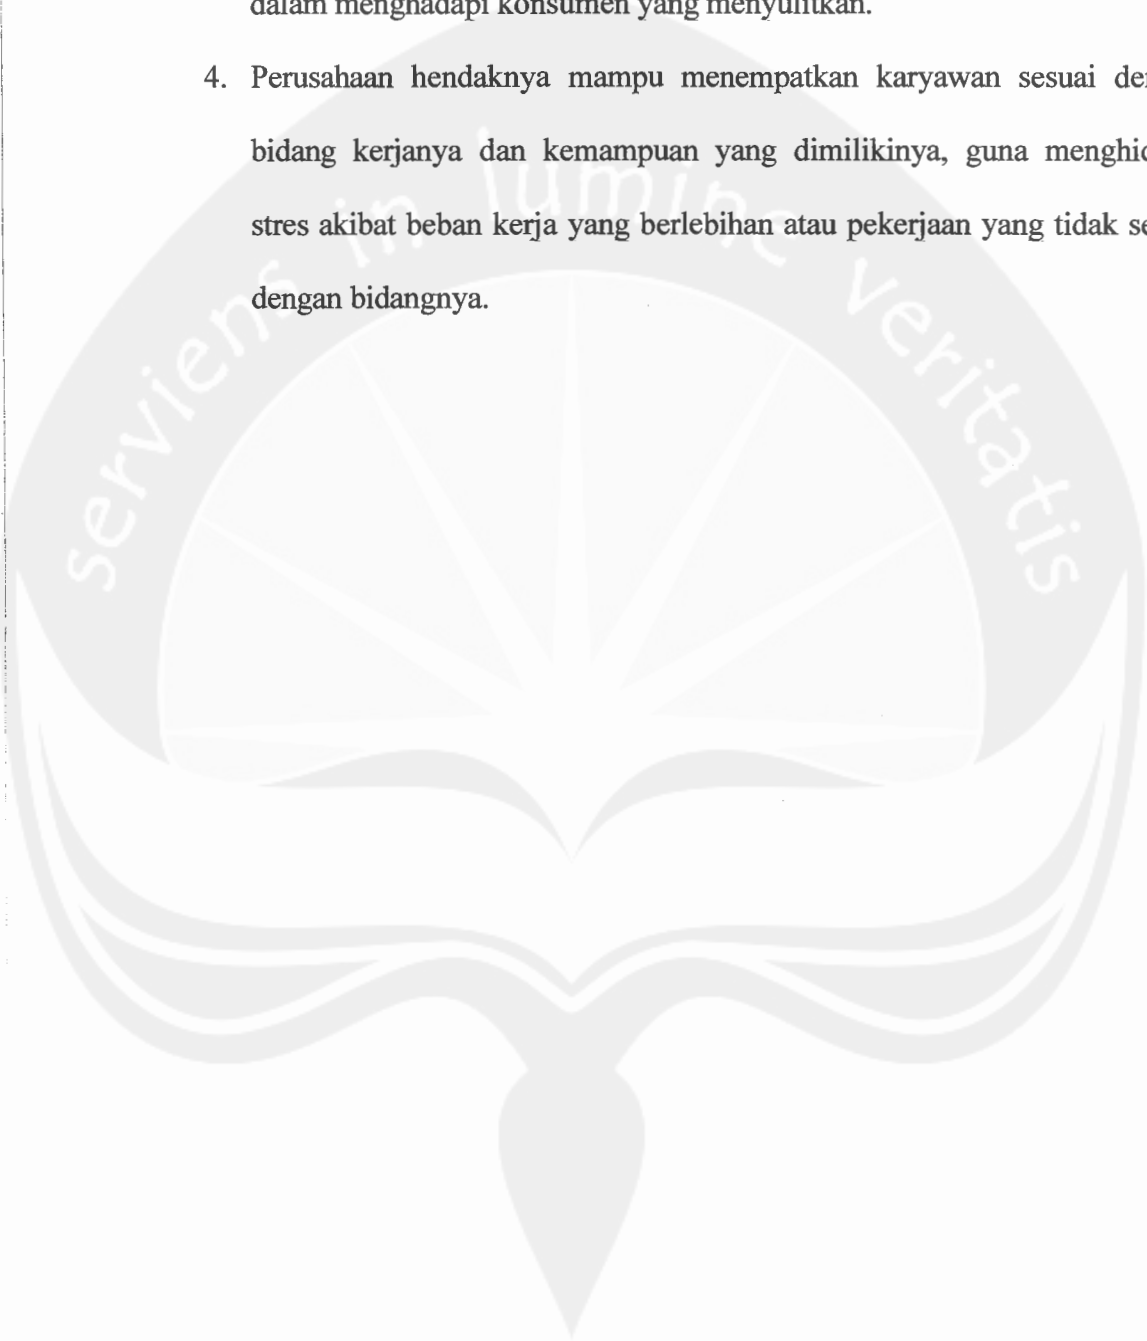 dalam menghadapi konsumen yang menyulitkan.
4. Perusahaan hendaknya mampu menempatkan karyawan sesuai
bidang kerjanya dan kemampuan yang dimilikinya, guna
stres akibat beban kerja yang berlebihan atau pekerjaan yang tidak
dengan bidangnya.
serviens in lumine veritatis